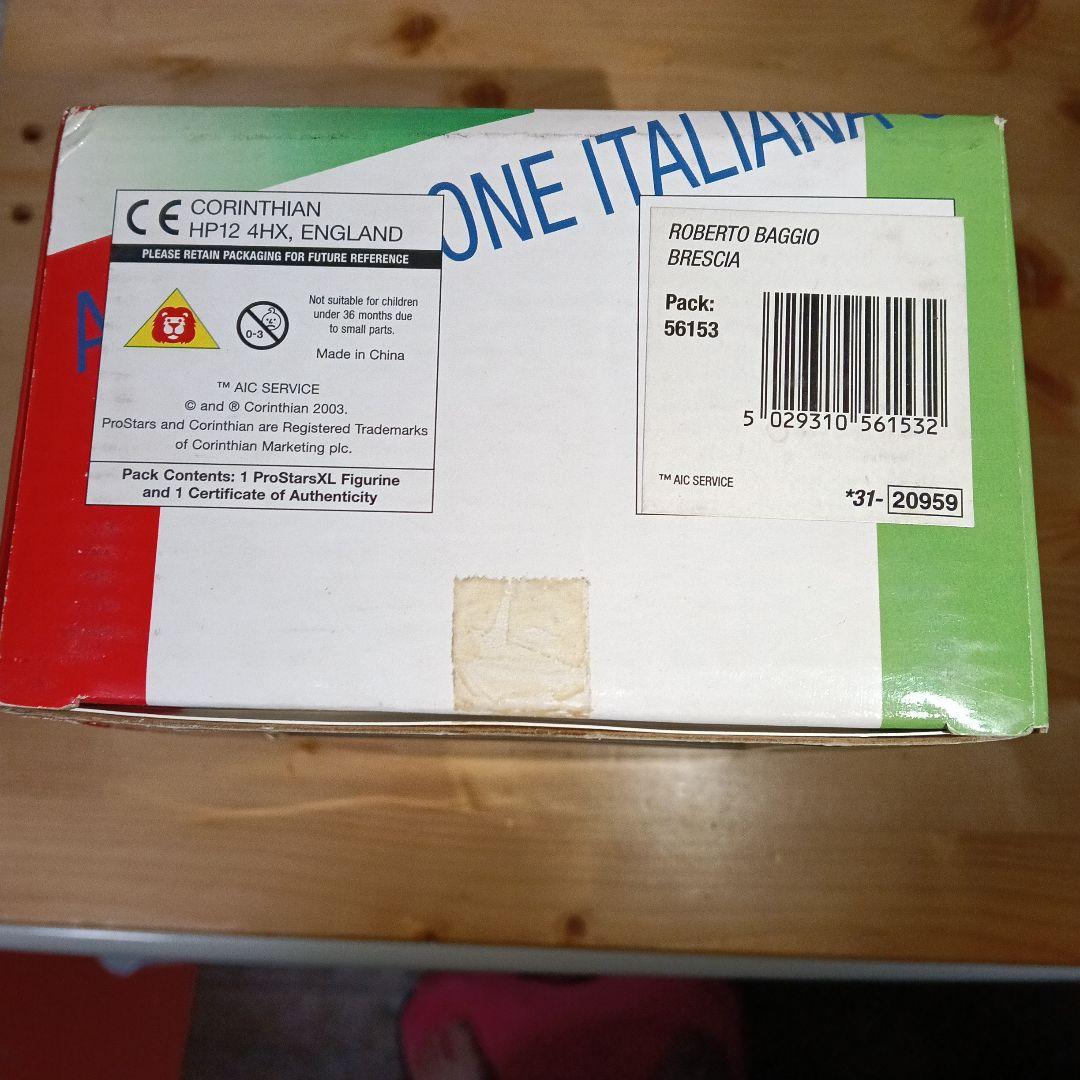 ONE ITALIANA
CE CORINTHIAN
HP12 4HX, ENGLAND
PLEASE RETAIN PACKAGING FOR FUTURE REFERENCE
0-3
Not suitable for children
under 36 months due
to small parts.
Made in China
™ AIC SERVICE
© and ® Corinthian 2003.
ProStars and Corinthian are Registered Trademarks
of Corinthian Marketing plc.
Pack Contents: 1 ProStarsXL Figurine
and 1 Certificate of Authenticity
ROBERTO BAGGIO
BRESCIA
Pack:
56153
5 029310 561532
™ AIC SERVICE
*31- 20959